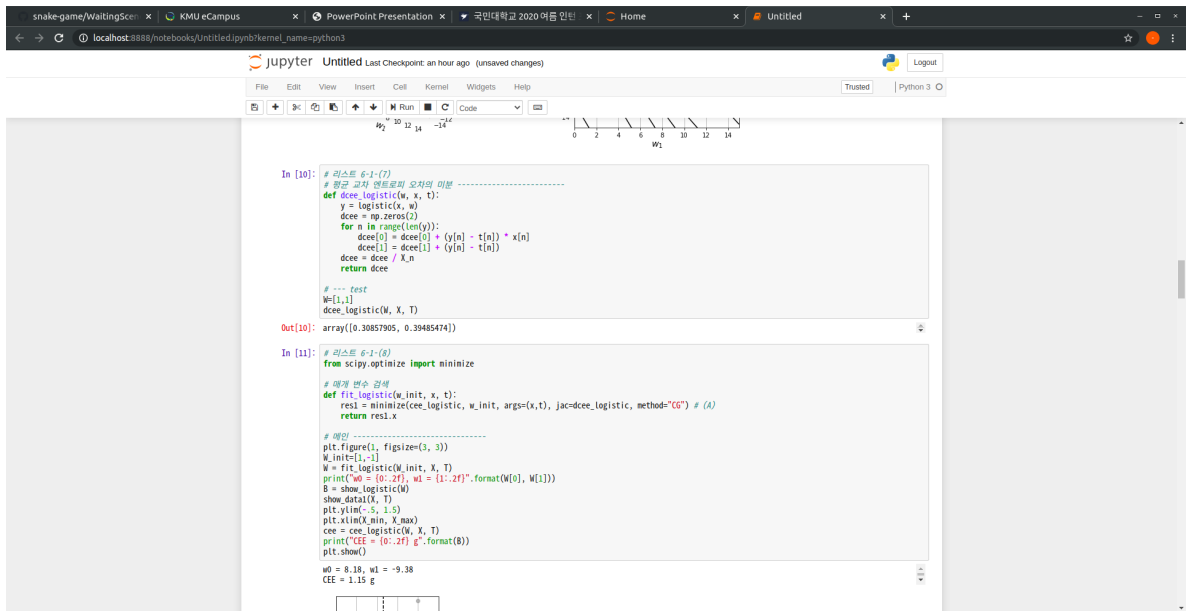 snake-game/WaitingScen
KMU eCampus
PowerPoint Presentation
국민대학교 2020 여름 인턴
Home
Untitled
localhost:8888/notebooks/Untitled.ipynb?kernel_name=python3
jupyter Untitled Last Checkpoint: an hour ago (unsaved changes)
Logout
File Edit View Insert Cell Kernel Widgets Help
Trusted Python 3
Run Code
w2 10 12 14 −14
0 2 4 6 8 10 12 14
w1
In [10]: # 리스트 6-1-(7)
# 평균 교차 엔트로피 오차의 미분 -------------------------
def dcee_logistic(w, x, t):
y = logistic(x, w)
dcee = np.zeros(2)
for n in range(len(y)):
dcee[0] = dcee[0] + (y[n] - t[n]) * x[n]
dcee[1] = dcee[1] + (y[n] - t[n])
dcee = dcee / X_n
return dcee
# --- test
W=[1,1]
dcee_logistic(W, X, T)
Out[10]: array([0.30857905, 0.39485474])
In [11]: # 리스트 6-1-(8)
from scipy.optimize import minimize
# 매개 변수 검색
def fit_logistic(w_init, x, t):
res1 = minimize(cee_logistic, w_init, args=(x,t), jac=dcee_logistic, method="CG") # (A)
return res1.x
# 메인 -------------------------------
plt.figure(1, figsize=(3, 3))
W_init=[1,-1]
W = fit_logistic(W_init, X, T)
print("w0 = {0:.2f}, w1 = {1:.2f}".format(W[0], W[1]))
B = show_logistic(W)
show_data1(X, T)
plt.ylim(-.5, 1.5)
plt.xlim(X_min, X_max)
cee = cee_logistic(W, X, T)
print("CEE = {0:.2f} g".format(B))
plt.show()
w0 = 8.18, w1 = -9.38
CEE = 1.15 g